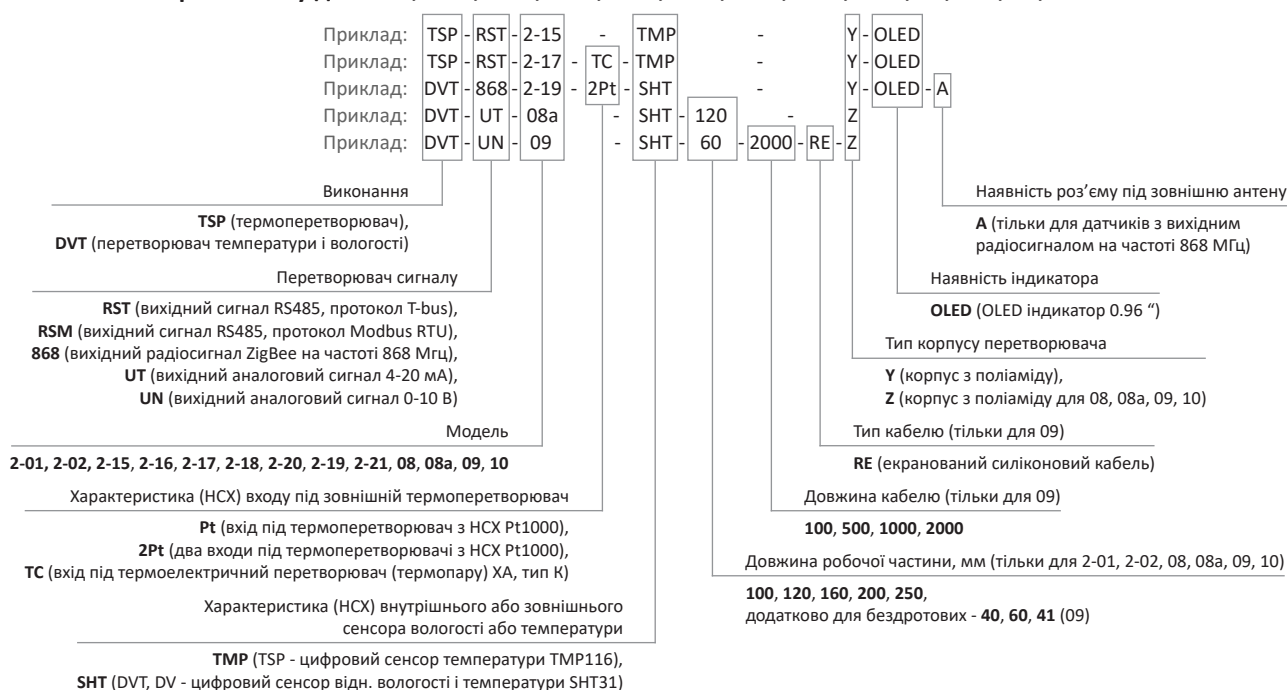 Приклад: TSP - RST - 2-15 - TMP - Y - OLED
Приклад: TSP - RST - 2-17 - TC - TMP - Y - OLED
Приклад: DVT - 868 - 2-19 - 2Pt - SHT - Y - OLED - A
Приклад: DVT - UT - 08a - SHT - 120 - Z
Приклад: DVT - UN - 09 - SHT - 60 - 2000 - RE - Z
Виконання
TSP (термоперетворювач),
DVT (перетворювач температури і вологості)
Перетворювач сигналу
RST (вихідний сигнал RS485, протокол T-bus),
RSM (вихідний сигнал RS485, протокол Modbus RTU),
868 (вихідний радіосигнал ZigBee на частоті 868 Мгц),
UT (вихідний аналоговий сигнал 4-20 мА),
UN (вихідний аналоговий сигнал 0-10 В)
Модель
2-01, 2-02, 2-15, 2-16, 2-17, 2-18, 2-20, 2-19, 2-21, 08, 08a, 09, 10
Характеристика (НСХ) входу під зовнішній термоперетворювач
Pt (вхід під термоперетворювач з НСХ Pt1000),
2Pt (два входи під термоперетворювачі з НСХ Pt1000),
TC (вхід під термоелектричний перетворювач (термопару) ХА, тип К)
Характеристика (НСХ) внутрішнього або зовнішнього
сенсора вологості або температури
TMP (TSP - цифровий сенсор температури TMP116),
SHT (DVT, DV - цифровий сенсор відн. вологості і температури SHT31)
Наявність роз’єму під зовнішню антену
А (тільки для датчиків з вихідним
радіосигналом на частоті 868 МГц)
Наявність індикатора
OLED (OLED індикатор 0.96 “)
Тип корпусу перетворювача
Y (корпус з поліаміду),
Z (корпус з поліаміду для 08, 08а, 09, 10)
Тип кабелю (тільки для 09)
RE (екранований силіконовий кабель)
Довжина кабелю (тільки для 09)
100, 500, 1000, 2000
Довжина робочої частини, мм (тільки для 2-01, 2-02, 08, 08а, 09, 10)
100, 120, 160, 200, 250,
додатково для бездротових - 40, 60, 41 (09)